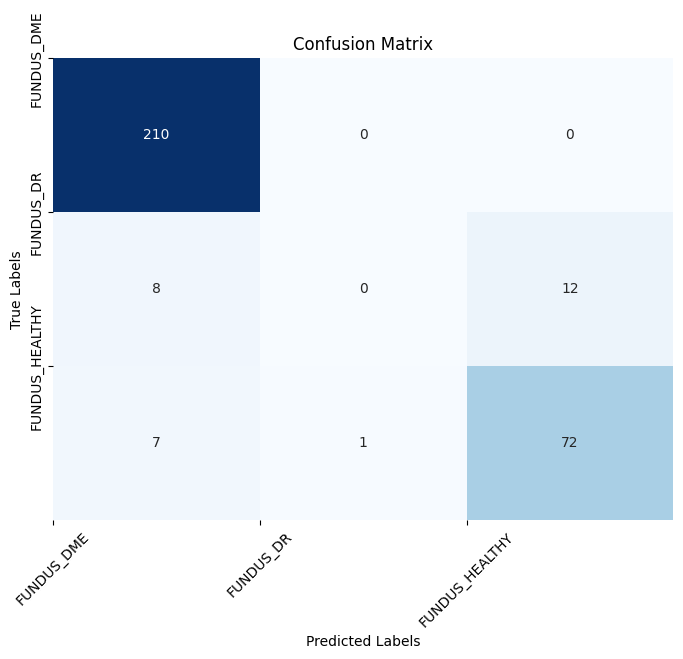 Confusion Matrix
FUNDUS_DME
210 0 0
FUNDUS_DR
8 0 12
FUNDUS_HEALTHY
7 1 72
True Labels
FUNDUS_DME
FUNDUS_DR
FUNDUS_HEALTHY
Predicted Labels